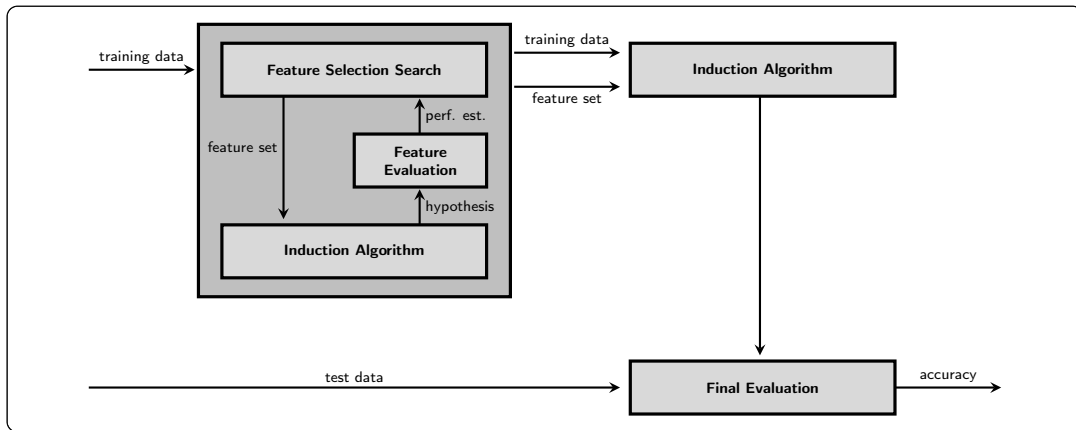 training data
Feature Selection Search
training data
Induction Algorithm
feature set
perf. est.
feature set
Feature
Evaluation
hypothesis
Induction Algorithm
test data
Final Evaluation
accuracy